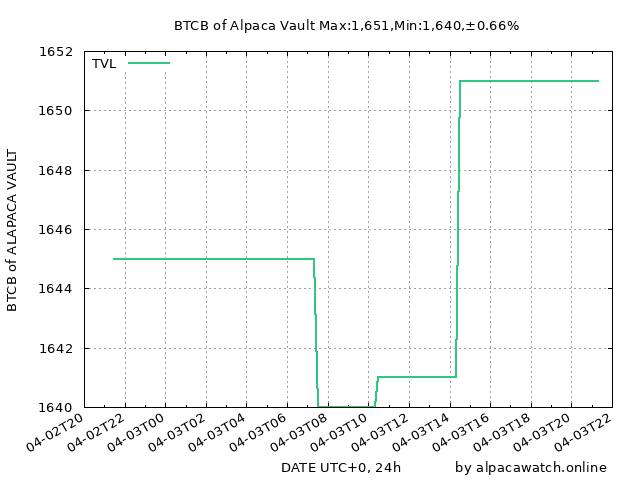 BTCB of Alpaca Vault Max:1,651,Min:1,640,±0.66%
TVL
BTCB of ALAPACA VAULT
1652
1650
1648
1646
1644
1642
1640
04-02T20
04-02T22
04-03T00
04-03T02
04-03T04
04-03T06
04-03T08
04-03T10
04-03T12
04-03T14
04-03T16
04-03T18
04-03T20
04-03T22
DATE UTC+0, 24h
by alpacawatch.online